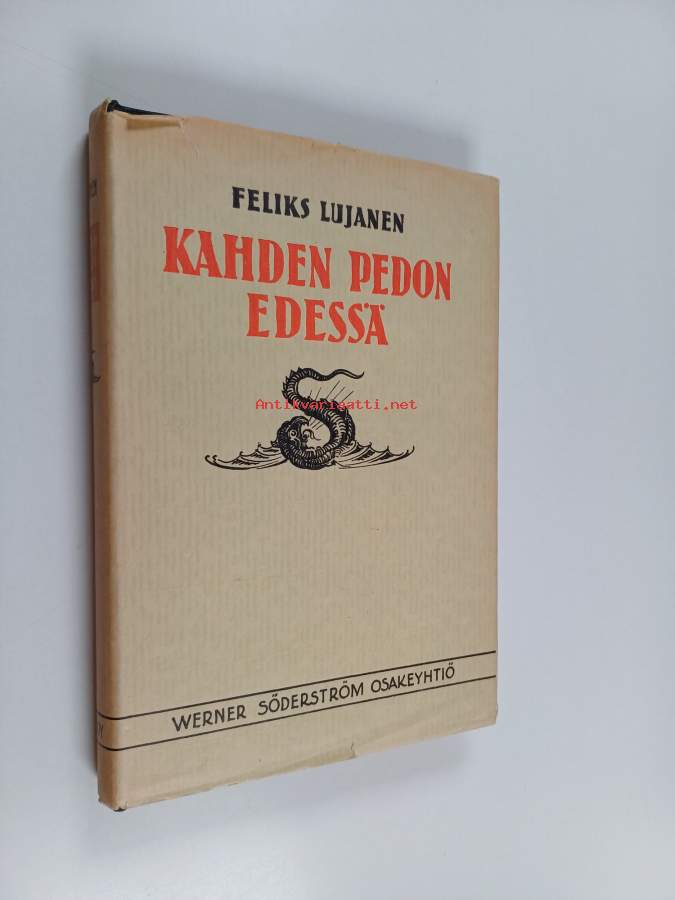 FELIKS LUJANEN
KAHDEN PEDON
EDESSÄ
Antikvariaatti.net
WERNER SÖDERSTRÖM OSAKEYHTIÖ